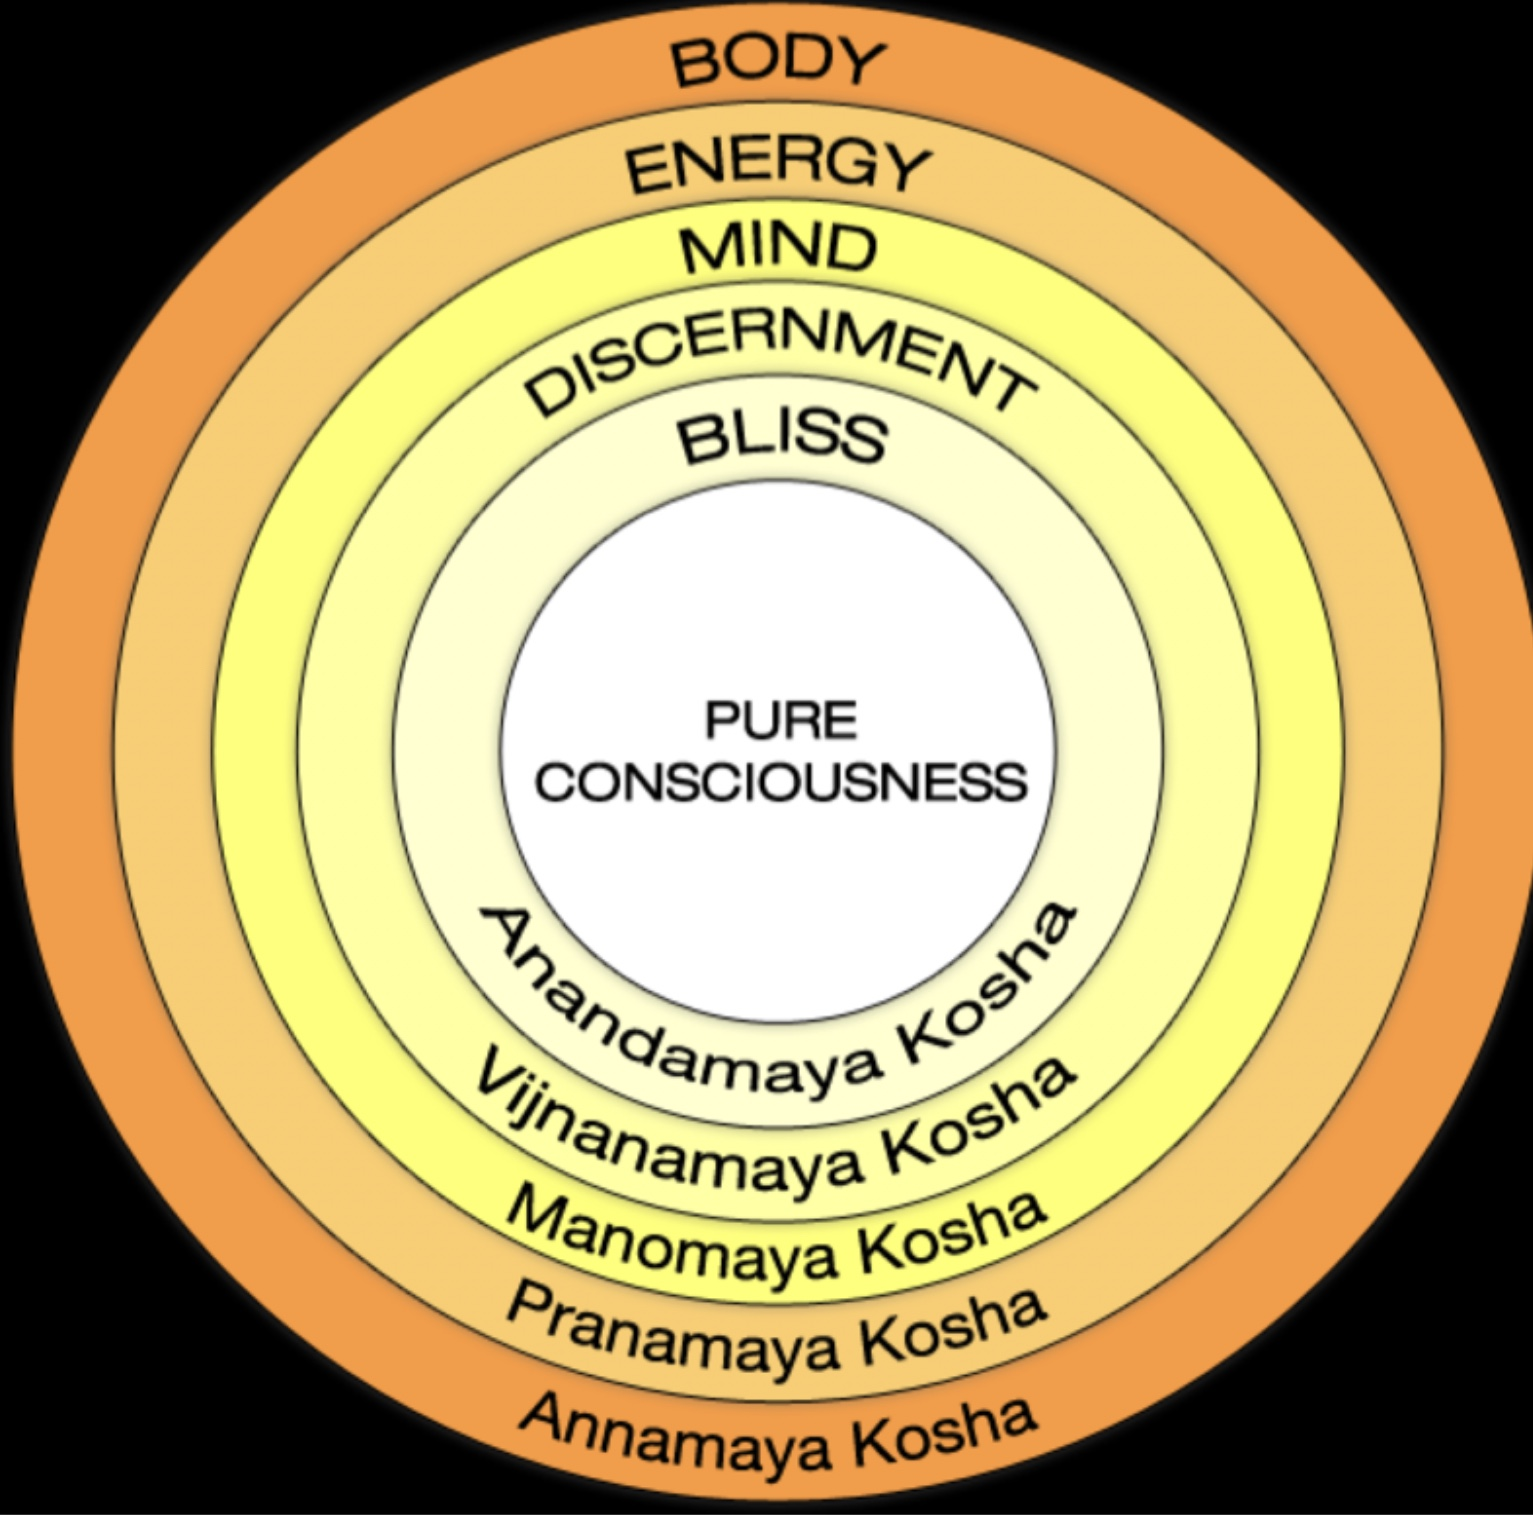 BODY
ENERGY
MIND
DISCERNMENT
BLISS
PURE
CONSCIOUSNESS
Anandamaya Kosha
Vijnanamaya Kosha
Manomaya Kosha
Pranamaya Kosha
Annamaya Kosha